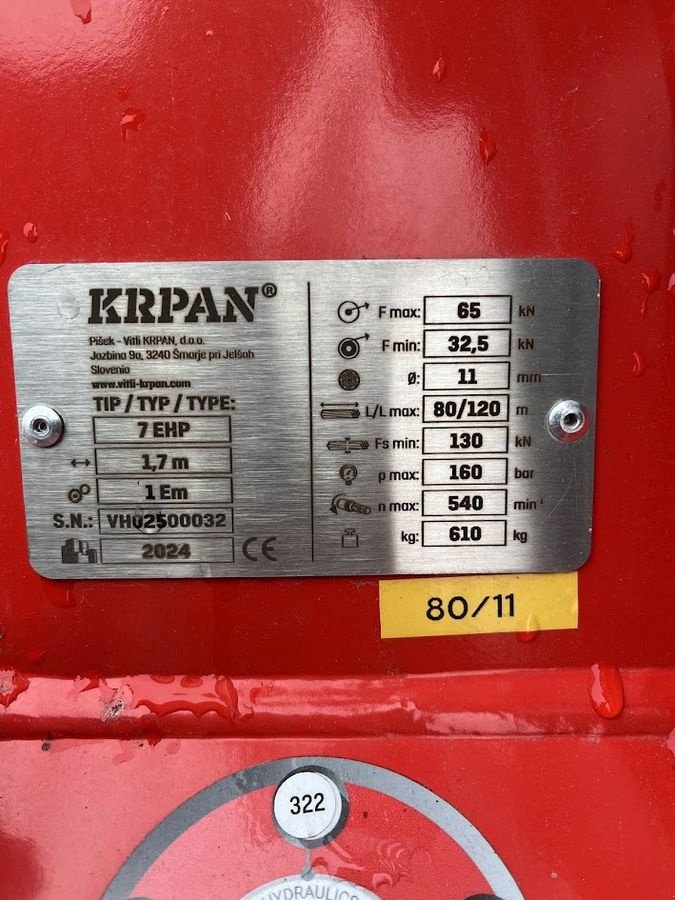 KRPAN®
Pišek - Vitli KRPAN, d.o.o.
Jazbina 9a, 3240 Šmarje pri Jelšah
Slovenia
www.vitli-krpan.com
TIP / TYP / TYPE:
7 EHP
1,7 m
1 Em
S.N.: VH02500032
2024 CE
F max: 65 kN
F min: 32,5 kN
Ø: 11 mm
L/L max: 80/120 m
Fs min: 130 kN
p max: 160 bar
n max: 540 min⁻¹
kg: 610 kg
80/11
322
HYDRAULICS